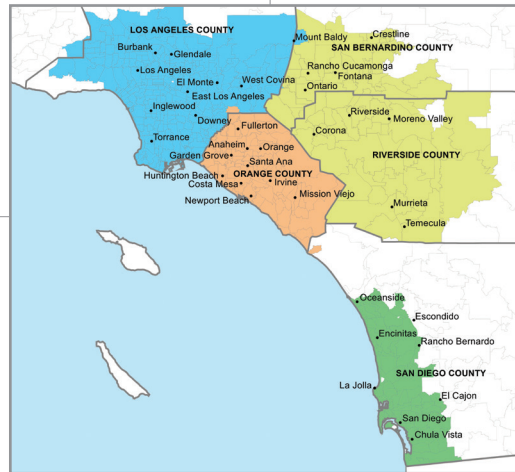 LOS ANGELES COUNTY
Burbank
Glendale
Los Angeles
El Monte
West Covina
East Los Angeles
Inglewood
Downey
Torrance
Mount Baldy
Crestline
SAN BERNARDINO COUNTY
Rancho Cucamonga
Fontana
Ontario
Riverside
Moreno Valley
Corona
RIVERSIDE COUNTY
Murrieta
Temecula
Fullerton
Anaheim
Orange
Garden Grove
Santa Ana
ORANGE COUNTY
Huntington Beach
Irvine
Costa Mesa
Mission Viejo
Newport Beach
Oceanside
Escondido
Encinitas
Rancho Bernardo
SAN DIEGO COUNTY
La Jolla
El Cajon
San Diego
Chula Vista